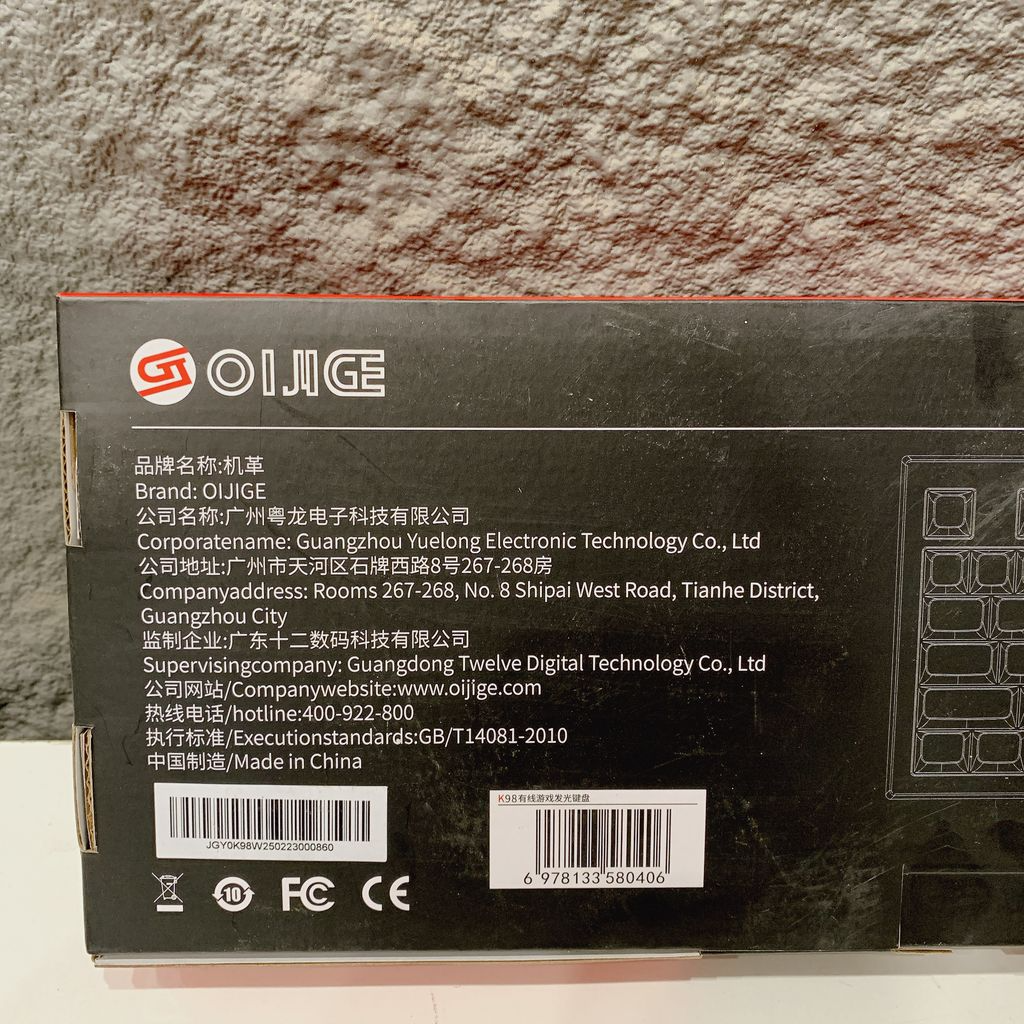 OIJIGE
品牌名称:机革
Brand: OIJIGE
公司名称:广州粤龙电子科技有限公司
Corporatename: Guangzhou Yuelong Electronic Technology Co., Ltd
公司地址:广州市天河区石牌西路8号267-268房
Companyaddress: Rooms 267-268, No. 8 Shipai West Road, Tianhe District,
Guangzhou City
监制企业:广东十二数码科技有限公司
Supervisingcompany: Guangdong Twelve Digital Technology Co., Ltd
公司网站/Companywebsite:www.oijige.com
热线电话/hotline:400-922-800
执行标准/Executionstandards:GB/T14081-2010
中国制造/Made in China
JGY0K98W250223000860
K98有线游戏发光键盘
6 978133 580406
10 FC CE